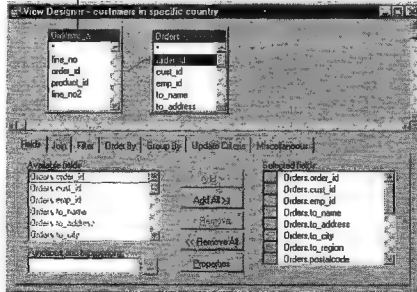 View Designer - customers in specific country
Orders
*
*
line_no
order_id
product_id
line_no2
order_id
cust_id
emp_id
to_name
to_address
Fields Join Filter Order By Group By Update Criteria Miscellaneous
Available fields
Selected fields
Orders.order_id
Orders.cust_id
Orders.emp_id
Orders.to_name
Orders.to_address
Orders.to_city
Add
Add All >>
Remove
<< Remove All
Properties
Orders.order_id
Orders.cust_id
Orders.emp_id
Orders.to_name
Orders.to_address
Orders.to_city
Orders.to_region
Orders.postalcode